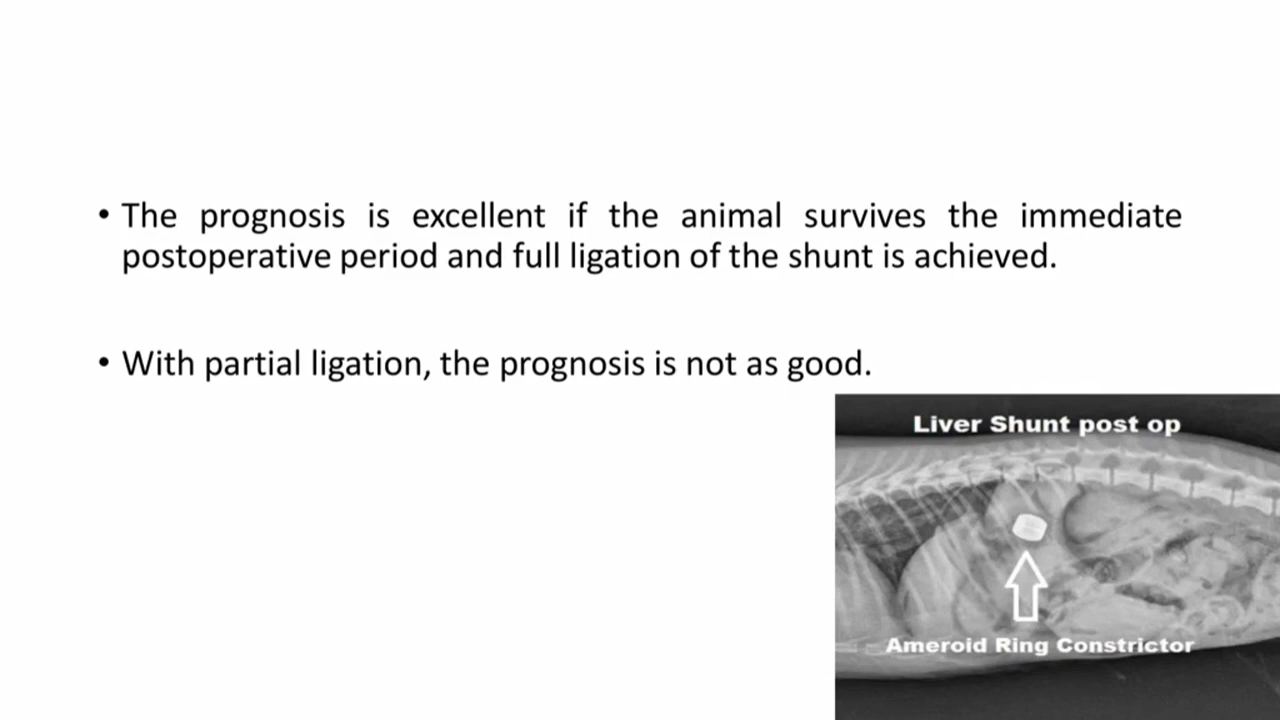 • The prognosis is excellent if the animal survives the immediate
postoperative period and full ligation of the shunt is achieved.
• With partial ligation, the prognosis is not as good.
Liver Shunt post op
Ameroid Ring Constrictor